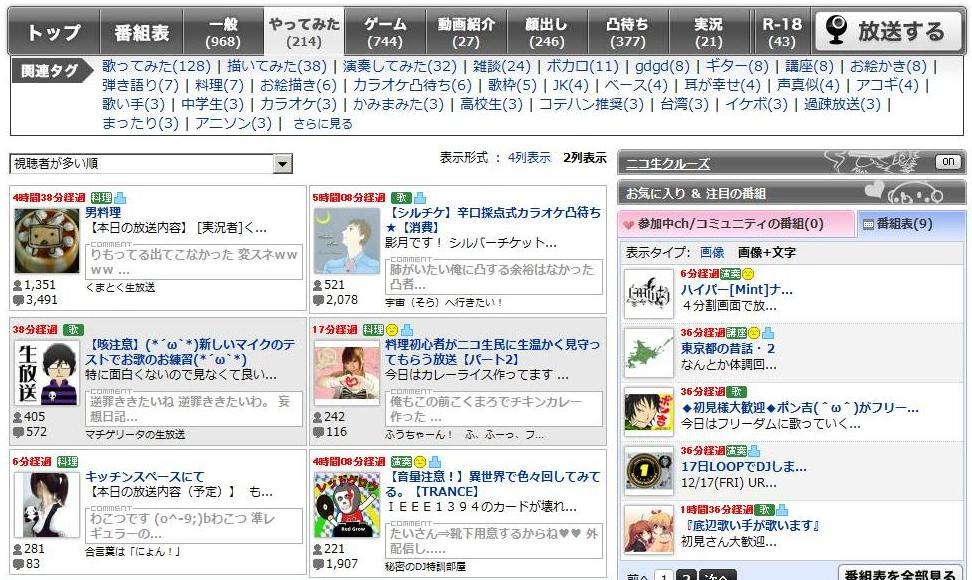 トップ
番組表
一般
(968)
やってみた
(214)
ゲーム
(744)
動画紹介
(27)
顔出し
(246)
凸待ち
(377)
実況
(21)
R-18
(43)
放送する
関連タグ
歌ってみた(128) | 描いてみた(38) | 演奏してみた(32) | 雑談(24) | ボカロ(11) | gdgd(8) | ギター(8) | 講座(8) | お絵かき(8) |
弾き語り(7) | 料理(7) | お絵描き(6) | カラオケ凸待ち(6) | 歌枠(5) | JK(4) | ベース(4) | 耳が幸せ(4) | 声真似(4) | アコギ(4) |
歌い手(3) | 中学生(3) | カラオケ(3) | かみまみた(3) | 高校生(3) | コテハン推奨(3) | 台湾(3) | イケボ(3) | 過疎放送(3) |
まったり(3) | アニソン(3) | さらに見る
視聴者が多い順
表示形式 ： 4列表示 2列表示
4時間38分経過 料理
男料理
【本日の放送内容】 [実況者]く...
COMMENT
りもってる出てこなかった 変スネｗｗ
ｗｗ ...
1,351
3,491
くまとく生放送
5時間08分経過 歌
【シルチケ】辛口採点式カラオケ凸待ち
★【消費】
影月です！ シルバーチケット...
COMMENT
肺がいたい俺に凸する余裕はなかった
凸者...
521
2,078
宇宙（そら）へ行きたい！
38分経過 歌
生放送
【咳注意】(*´ω`*)新しいマイクのテ
ストでお歌のお練習(*´ω`*)
特に面白くないので見なくて良い...
COMMENT
逆罪ききたいね 逆罪ききたいわ。 妄
想日記...
405
572
マチゲリータの生放送
17分経過 料理
料理初心者がニコ生民に生温かく見守っ
てもらう放送【パート2】
今日はカレーライス作ってます ...
COMMENT
俺もこの前こくまろでチキンカレー
作った ...
242
116
ふうちゃーん！ ふ、ふーっ、フ...
6分経過 料理
キッチンスペースにて
【本日の放送内容（予定）】 も...
COMMENT
わこつです (o^-9;)bわこつ 準レ
ギュラーの...
281
83
合言葉は「にょん！」
4時間08分経過 演奏
【音量注意！】異世界で色々回してみて
る。【TRANCE】
ＩＥＥＥ１３９４のカードが壊れ...
COMMENT
たいさん⇒靴下用意するからね♥♥ 外
配信し.....
Red Grow
221
1,907
秘密のDJ特訓部屋
ニコ生クルーズ
on
お気に入り & 注目の番組
参加中ch/コミュニティの番組(0)
番組表(9)
表示タイプ: 画像 画像+文字
6分経過 演奏
ハイパー[Mint]ナ...
４分割画面で放...
36分経過 講座
東京都の昔話・２
なんとか体調回...
36分経過 歌
◆初見様大歓迎◆ポン吉(＾ω＾)がフリー...
今日はフリーダムに歌っていく...
36分経過 演奏
17日LOOPでDJしま...
12/17(FRI) UR...
1時間36分経過 歌
『底辺歌い手が歌います』
初見さん大歓迎...
前へ 1 2 次へ
番組表を全部見る